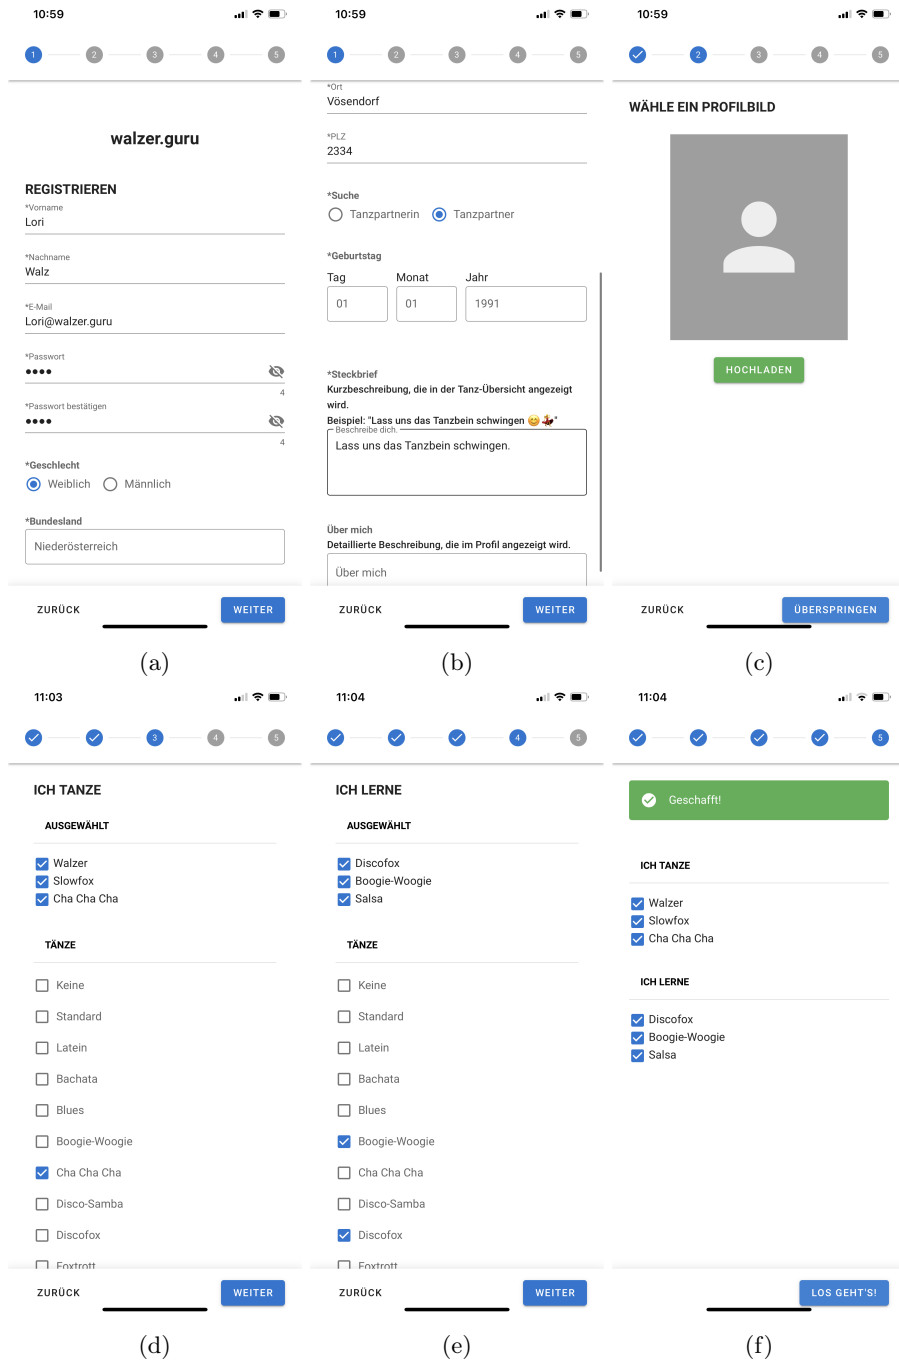 10:59
1 2 3 4 5
walzer.guru
REGISTRIEREN
*Vorname
Lori
*Nachname
Walz
*E-Mail
Lori@walzer.guru
*Passwort
●●●●
4
*Passwort bestätigen
●●●●
4
*Geschlecht
Weiblich Männlich
*Bundesland
Niederösterreich
ZURÜCK WEITER
(a)
10:59
1 2 3 4 5
*Ort
Vösendorf
*PLZ
2334
*Suche
Tanzpartnerin Tanzpartner
*Geburtstag
Tag Monat Jahr
01 01 1991
*Steckbrief
Kurzbeschreibung, die in der Tanz-Übersicht angezeigt
wird.
Beispiel: "Lass uns das Tanzbein schwingen 😊💃"
Beschreibe dich.
Lass uns das Tanzbein schwingen.
Über mich
Detaillierte Beschreibung, die im Profil angezeigt wird.
Über mich
ZURÜCK WEITER
(b)
10:59
2 3 4 5
WÄHLE EIN PROFILBILD
HOCHLADEN
ZURÜCK ÜBERSPRINGEN
(c)
11:03
3 4 5
ICH TANZE
AUSGEWÄHLT
Walzer
Slowfox
Cha Cha Cha
TÄNZE
Keine
Standard
Latein
Bachata
Blues
Boogie-Woogie
Cha Cha Cha
Disco-Samba
Discofox
Foxtrott
ZURÜCK WEITER
(d)
11:04
4 5
ICH LERNE
AUSGEWÄHLT
Discofox
Boogie-Woogie
Salsa
TÄNZE
Keine
Standard
Latein
Bachata
Blues
Boogie-Woogie
Cha Cha Cha
Disco-Samba
Discofox
Foxtrott
ZURÜCK WEITER
(e)
11:04
5
Geschafft!
ICH TANZE
Walzer
Slowfox
Cha Cha Cha
ICH LERNE
Discofox
Boogie-Woogie
Salsa
LOS GEHT'S!
(f)